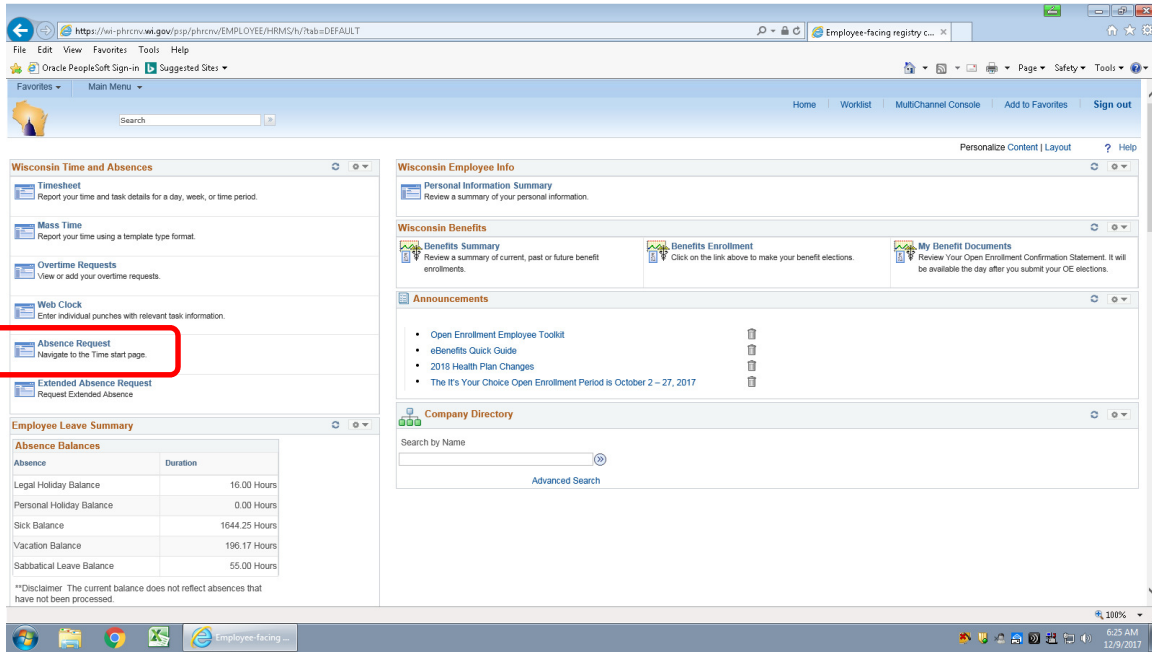 https://wi-phrcnv.wi.gov/psp/phrcnv/EMPLOYEE/HRMS/h/?tab=DEFAULT
Employee-facing registry c...
File Edit View Favorites Tools Help
Oracle PeopleSoft Sign-in Suggested Sites
Page Safety Tools
Favorites Main Menu
Home Worklist MultiChannel Console Add to Favorites Sign out
Search
Personalize Content | Layout ? Help
Wisconsin Time and Absences
Timesheet
Report your time and task details for a day, week, or time period.
Mass Time
Report your time using a template type format.
Overtime Requests
View or add your overtime requests.
Web Clock
Enter individual punches with relevant task information.
Absence Request
Navigate to the Time start page.
Extended Absence Request
Request Extended Absence
Employee Leave Summary
Absence Balances
Absence Duration
Legal Holiday Balance 16.00 Hours
Personal Holiday Balance 0.00 Hours
Sick Balance 1644.25 Hours
Vacation Balance 196.17 Hours
Sabbatical Leave Balance 55.00 Hours
**Disclaimer The current balance does not reflect absences that
have not been processed.
Wisconsin Employee Info
Personal Information Summary
Review a summary of your personal information.
Wisconsin Benefits
Benefits Summary
Review a summary of current, past or future benefit
enrollments.
Benefits Enrollment
Click on the link above to make your benefit elections.
My Benefit Documents
Review Your Open Enrollment Confirmation Statement. It will
be available the day after you submit your OE elections.
Announcements
• Open Enrollment Employee Toolkit
• eBenefits Quick Guide
• 2018 Health Plan Changes
• The It's Your Choice Open Enrollment Period is October 2 – 27, 2017
Company Directory
Search by Name
Advanced Search
100%
Employee-facing ...
6:25 AM
12/9/2017